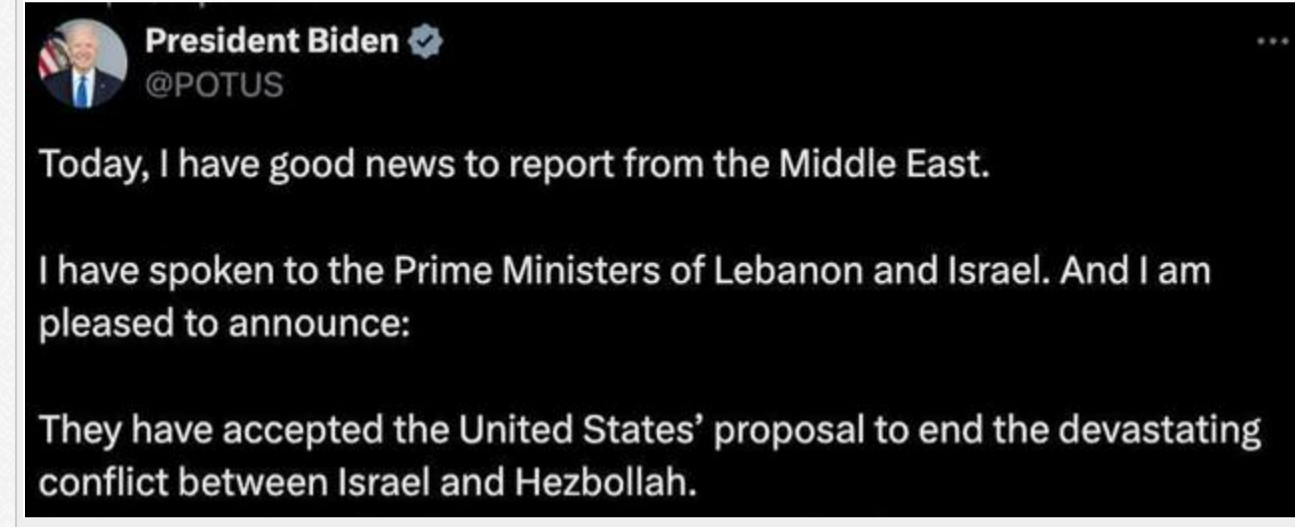 President Biden
@POTUS
Today, I have good news to report from the Middle East.
I have spoken to the Prime Ministers of Lebanon and Israel. And I am
pleased to announce:
They have accepted the United States’ proposal to end the devastating
conflict between Israel and Hezbollah.